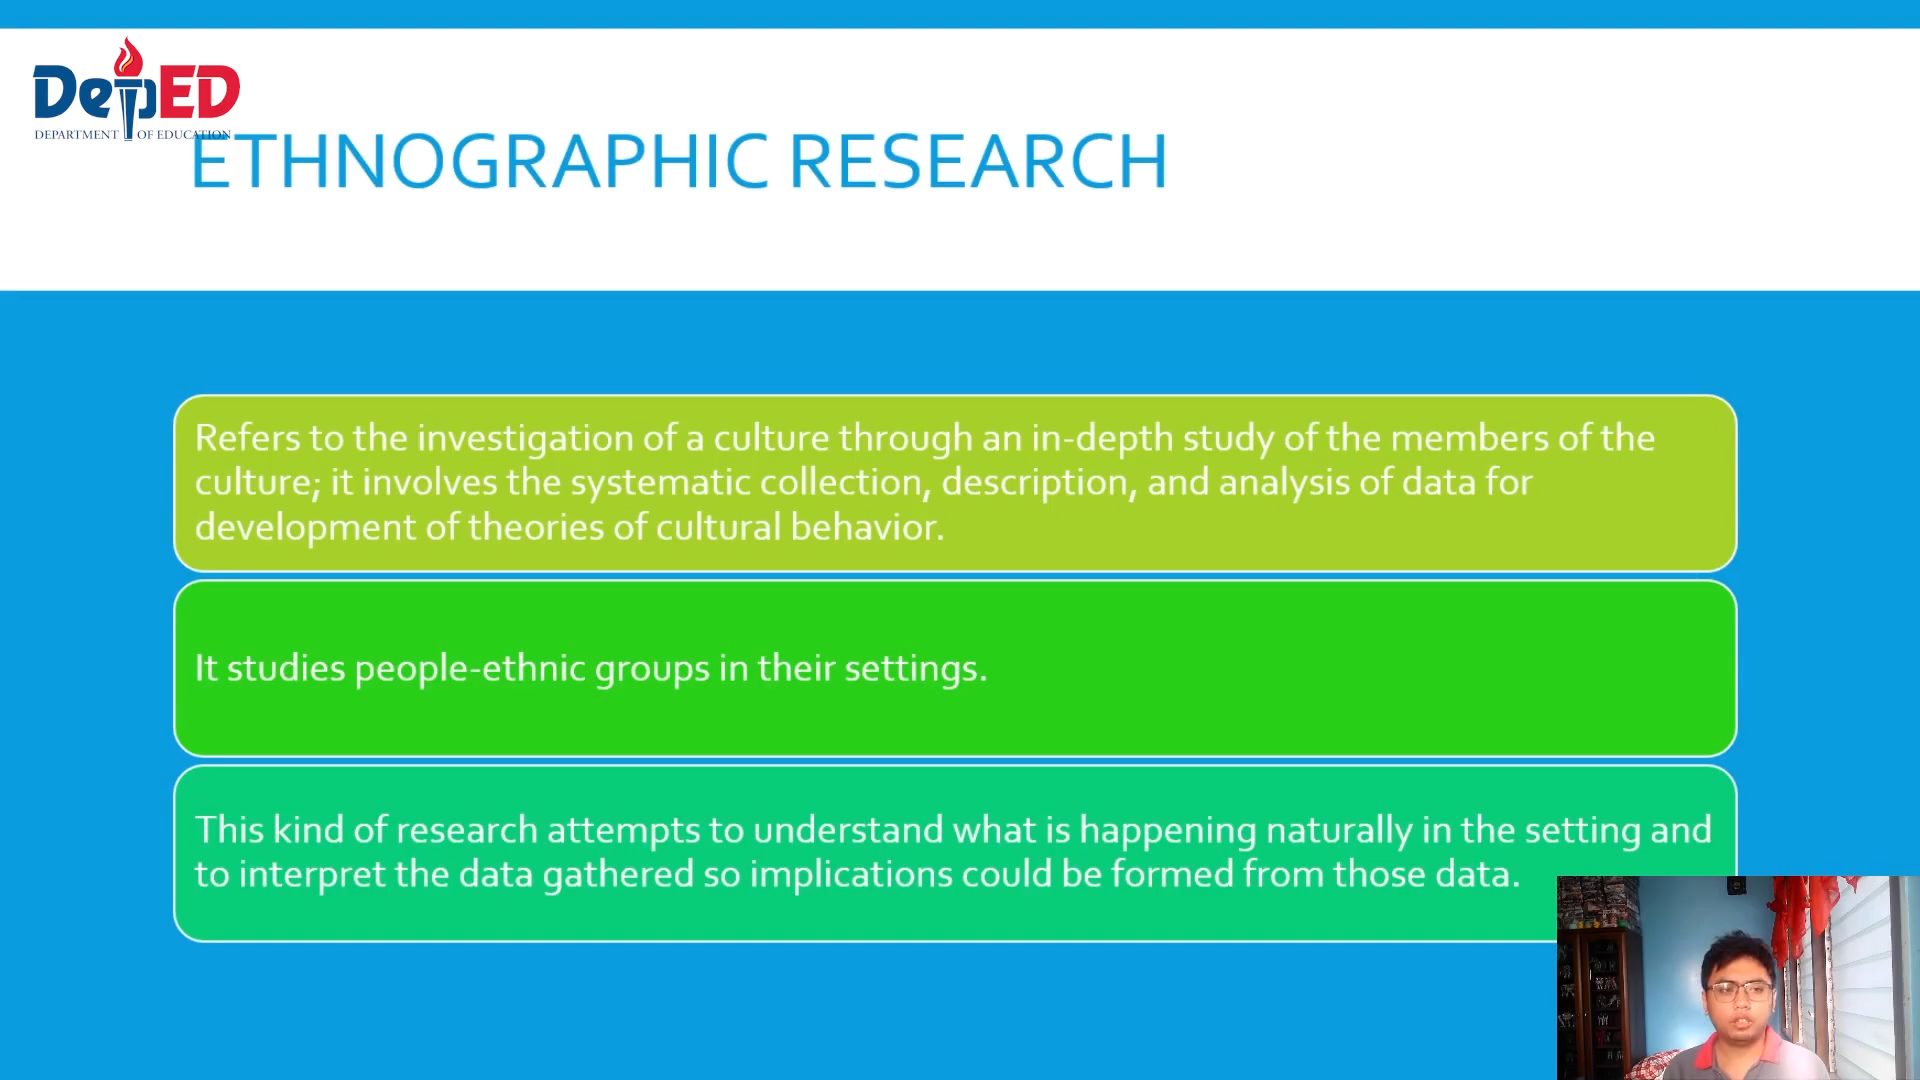 DepED
DEPARTMENT OF EDUCATION
ETHNOGRAPHIC RESEARCH
Refers to the investigation of a culture through an in-depth study of the members of the
culture; it involves the systematic collection, description, and analysis of data for
development of theories of cultural behavior.
It studies people-ethnic groups in their settings.
This kind of research attempts to understand what is happening naturally in the setting and
to interpret the data gathered so implications could be formed from those data.